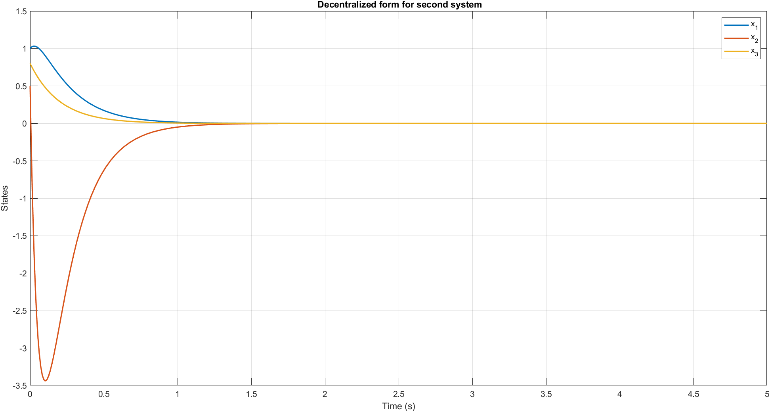 Decentralized form for second system
x1
x2
x3
1.5
1
0.5
0
-0.5
-1
-1.5
-2
-2.5
-3
-3.5
States
0 0.5 1 1.5 2 2.5 3 3.5 4 4.5 5
Time (s)